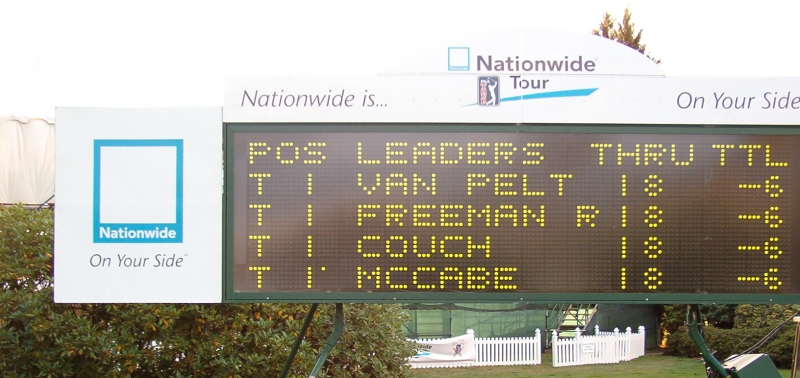 Nationwide
Tour
Nationwide is...
On Your Side
Nationwide
On Your Side
POS LEADERS THRU TTL
T 1 VAN PELT 18 -6
T 1 FREEMAN R 18 -6
T 1 COUCH 18 -6
T 1 MCCABE 18 -6